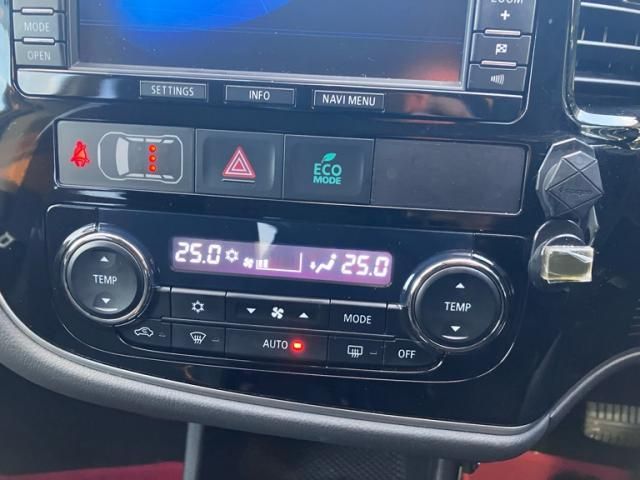 ZOOM
+
MODE
OPEN
SETTINGS
INFO
NAVI MENU
ECO
MODE
25.0
25.0
TEMP
TEMP
MODE
AUTO
OFF